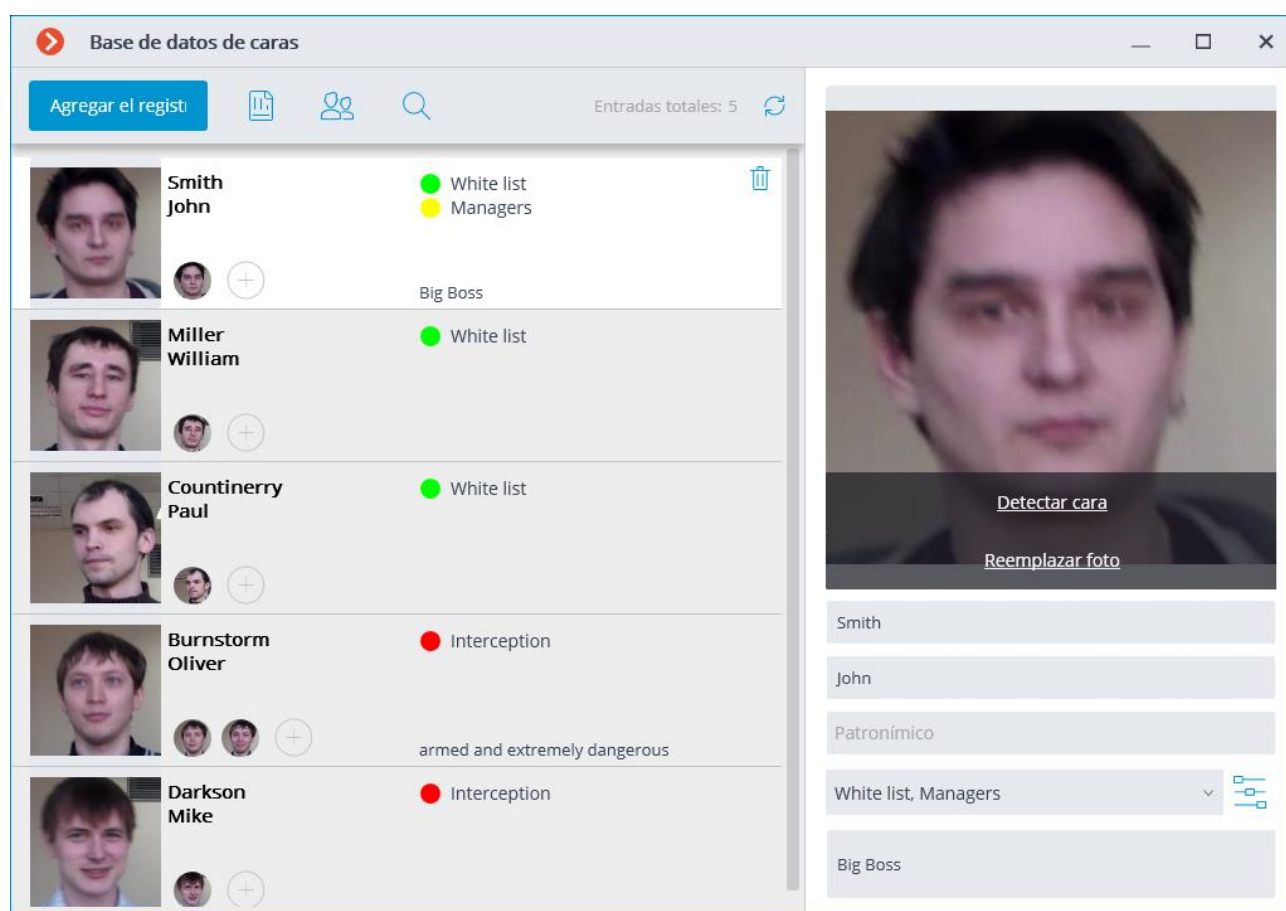 Base de datos de caras
Agregar el regist
Entradas totales: 5
Smith
John
White list
Managers
Big Boss
Miller
William
White list
Countinerry
Paul
White list
Burnstorm
Oliver
Interception
armed and extremely dangerous
Darkson
Mike
Interception
Detectar cara
Reemplazar foto
Smith
John
Patronímico
White list, Managers
Big Boss